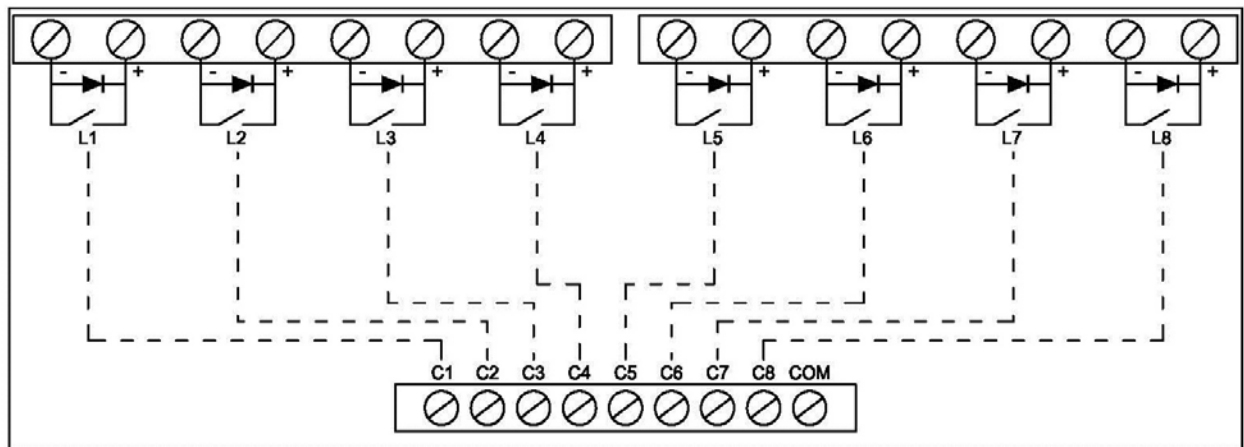 - + - + - + - + - + - + - + - +
L1 L2 L3 L4 L5 L6 L7 L8
C1 C2 C3 C4 C5 C6 C7 C8 COM